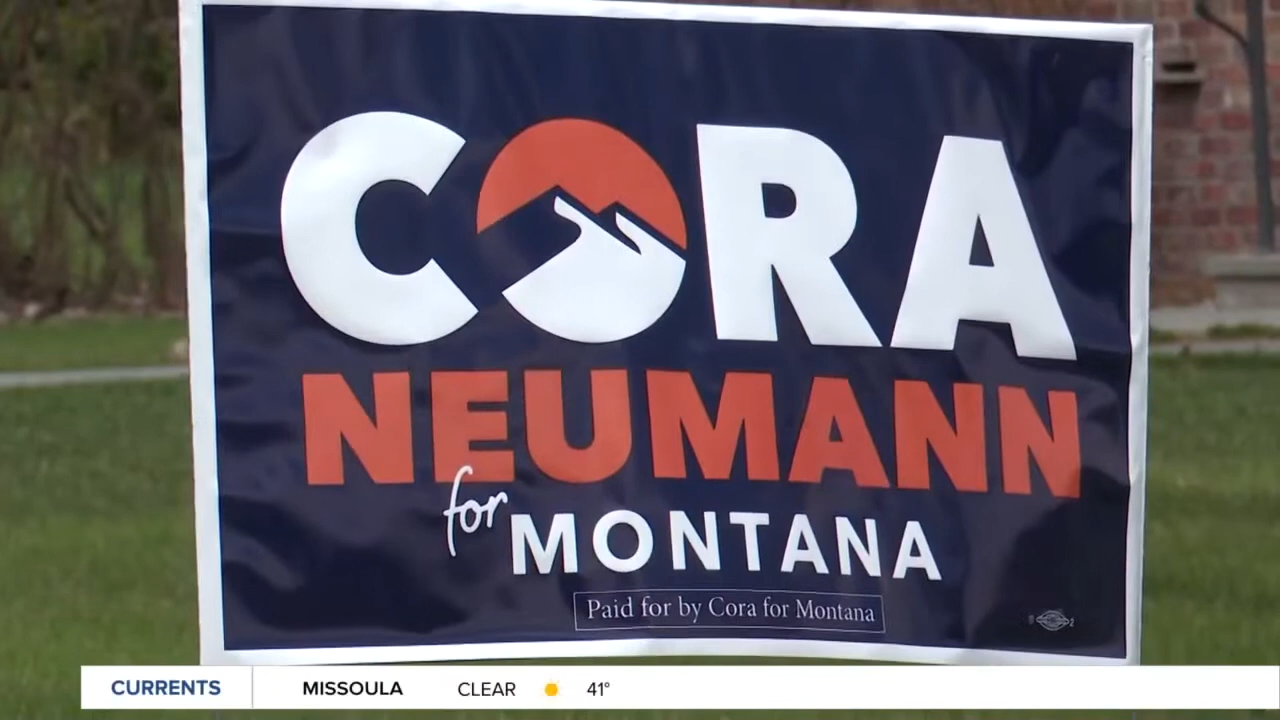 CORA
NEUMANN
for MONTANA
Paid for by Cora for Montana
CURRENTS MISSOULA CLEAR 41°